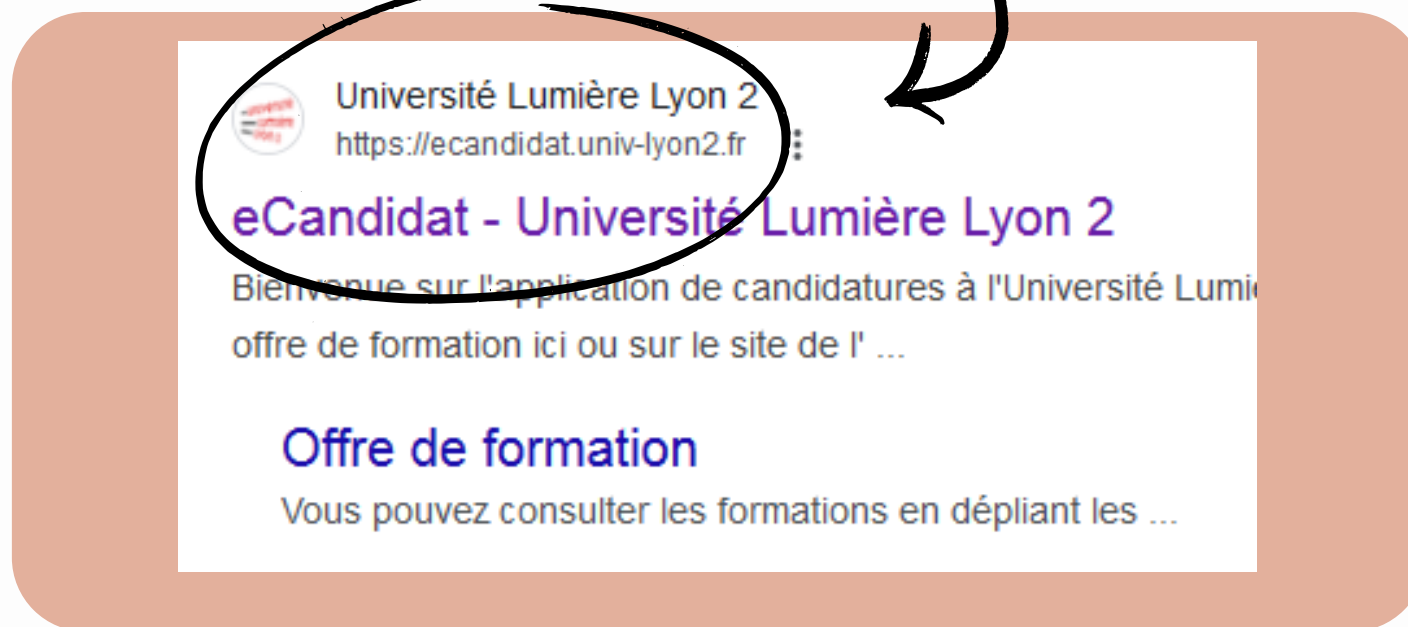 Université Lumière Lyon 2
https://ecandidat.univ-lyon2.fr
eCandidat - Université Lumière Lyon 2
Bienvenue sur l'application de candidatures à l'Université
offre de formation ici ou sur le site de l' ...
Offre de formation
Vous pouvez consulter les formations en dépliant les ...